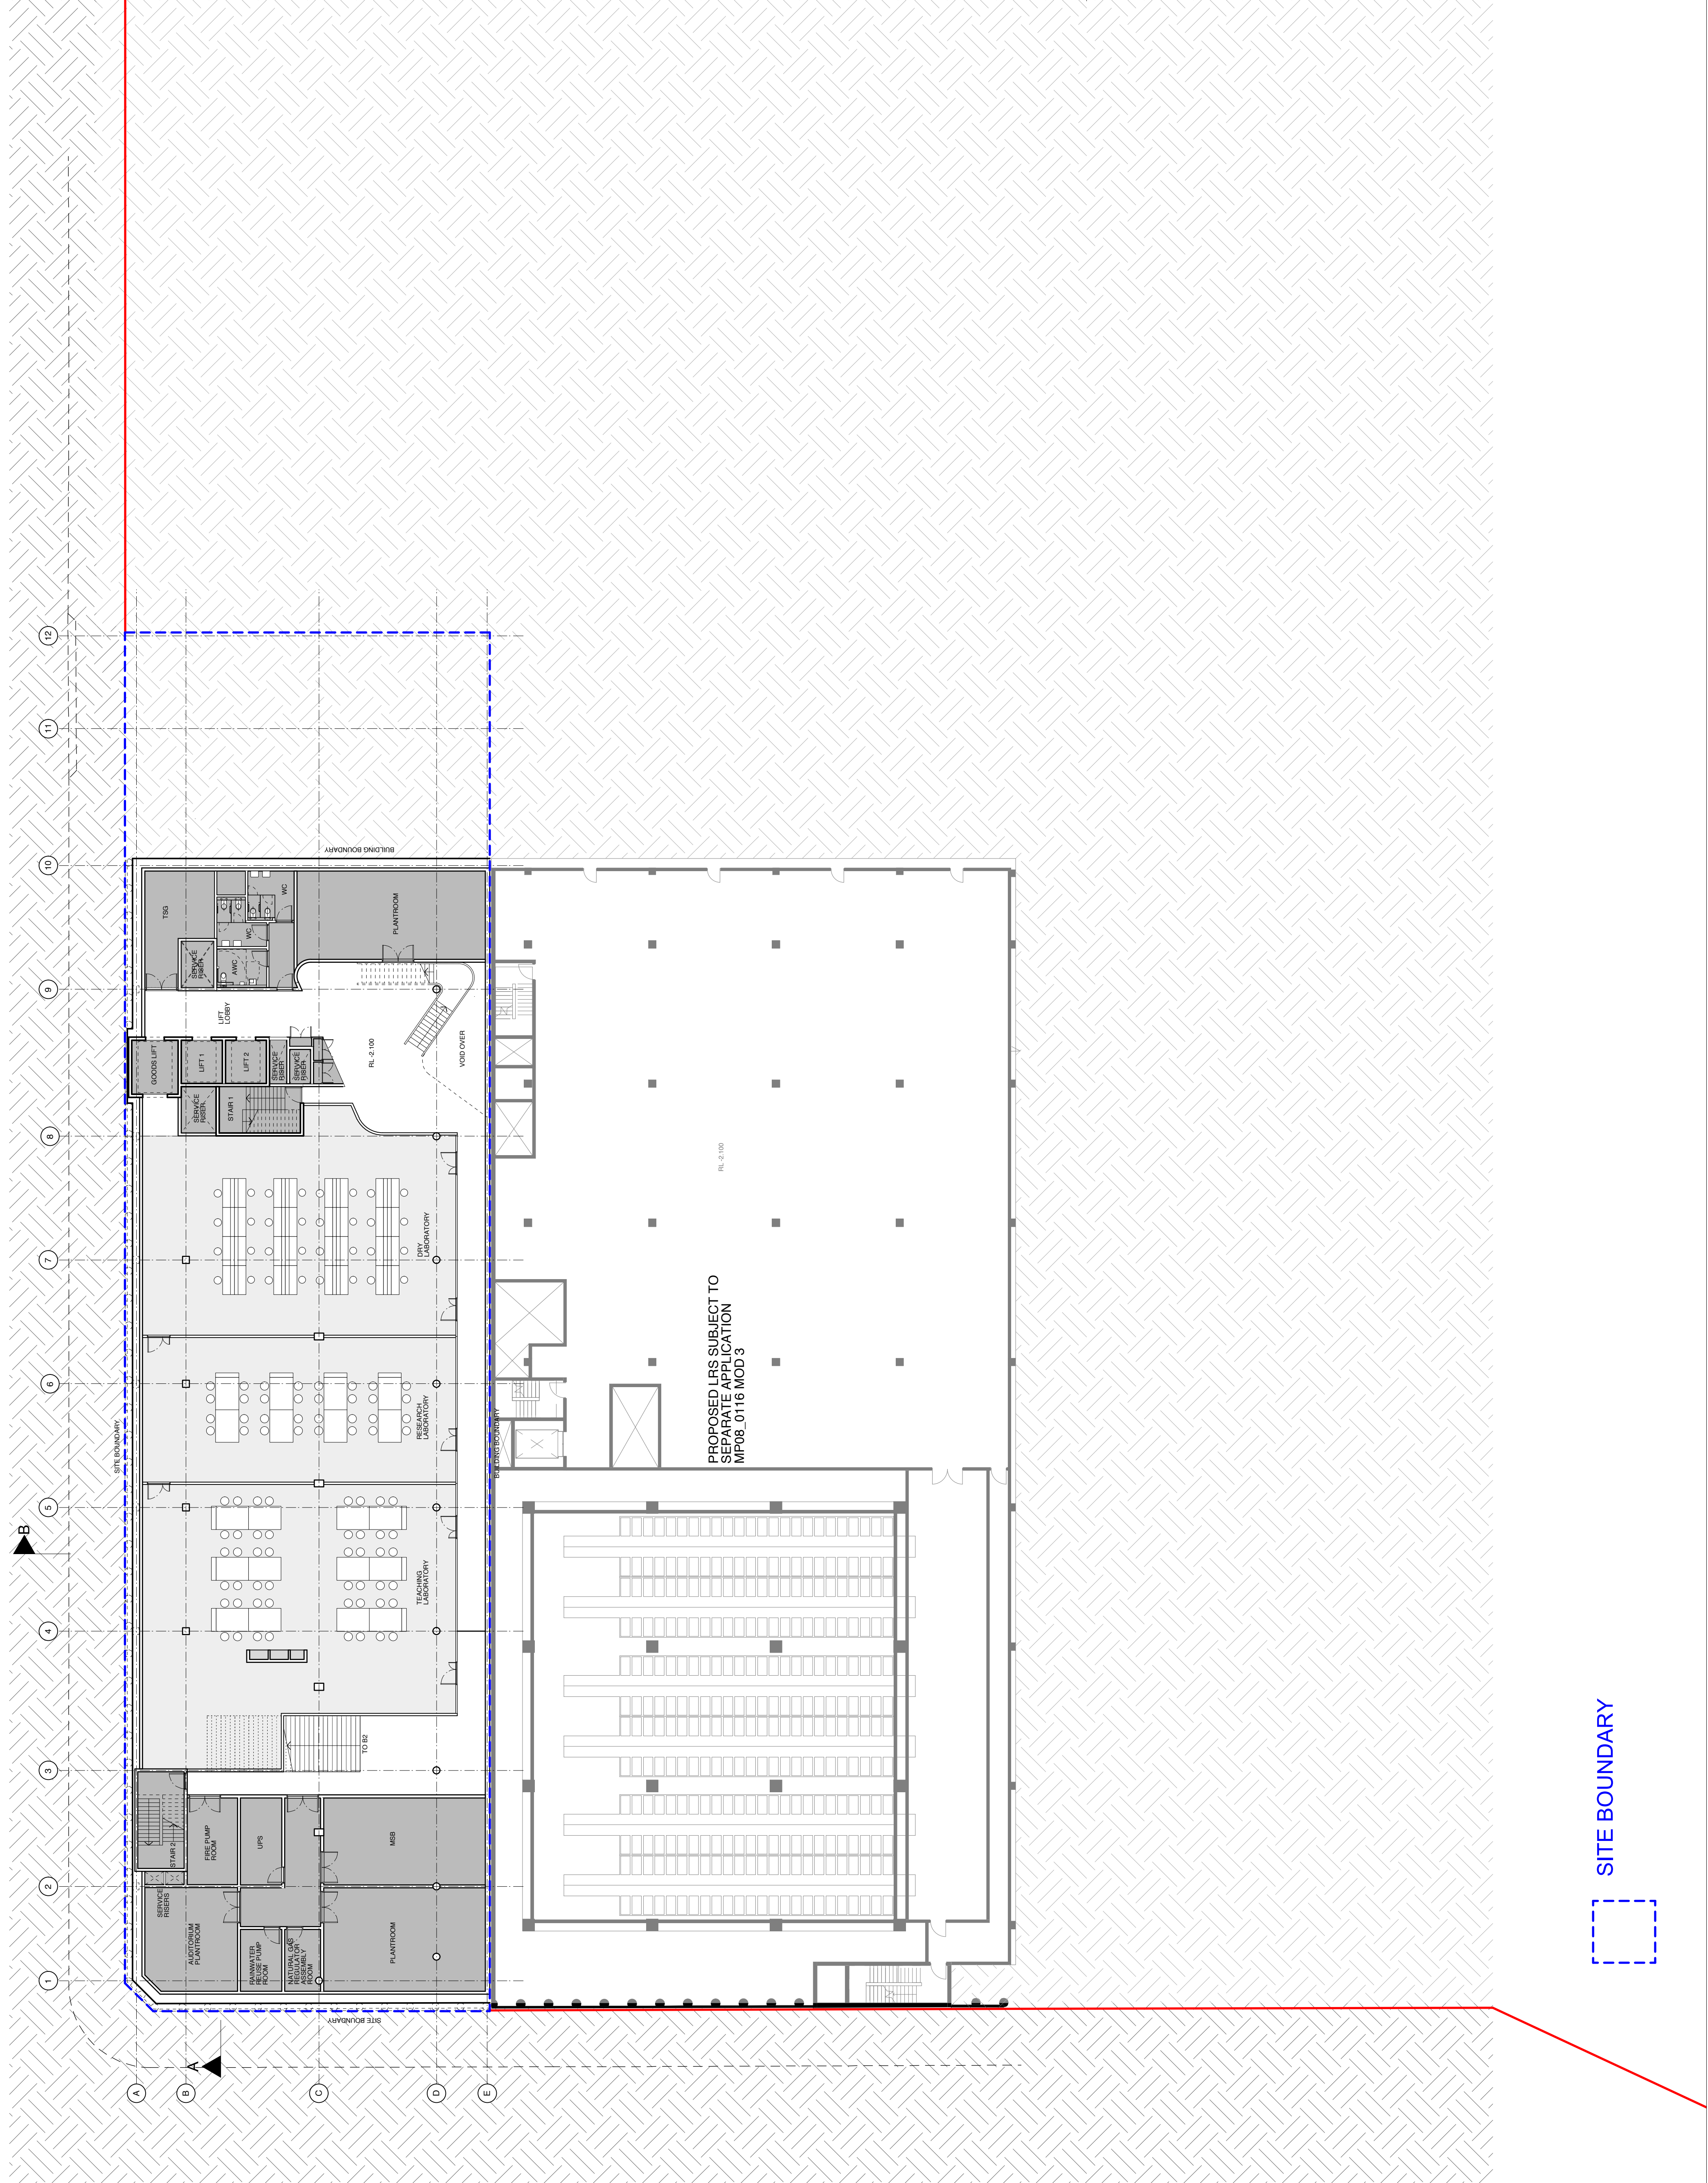 12
11
10
9
8
7
6
5
4
3
2
1
A
B
C
D
E
B
A
SITE BOUNDARY
BUILDING BOUNDARY
TSG
SERVICE
RISER
AWC
WC
WC
PLANTROOM
LIFT
LOBBY
GOODS LIFT
LIFT 1
LIFT 2
SERVICE
RISER
SERVICE
RISER
SERVICE
RISER
STAIR 1
RL -2.100
VOID OVER
DRY
LABORATORY
RESEARCH
LABORATORY
TEACHING
LABORATORY
TO B2
STAIR 2
FIRE PUMP
ROOM
UPS
MSB
SERVICE
RISERS
AUDITORIUM
PLANTROOM
RAINWATER
REUSE PUMP
ROOM
NATURAL GAS
REGULATOR
ASSEMBLY
ROOM
PLANTROOM
SITE BOUNDARY
BUILDING BOUNDARY
RL -2.100
PROPOSED LRS SUBJECT TO
SEPARATE APPLICATION
MP08_0116 MOD 3
SITE BOUNDARY